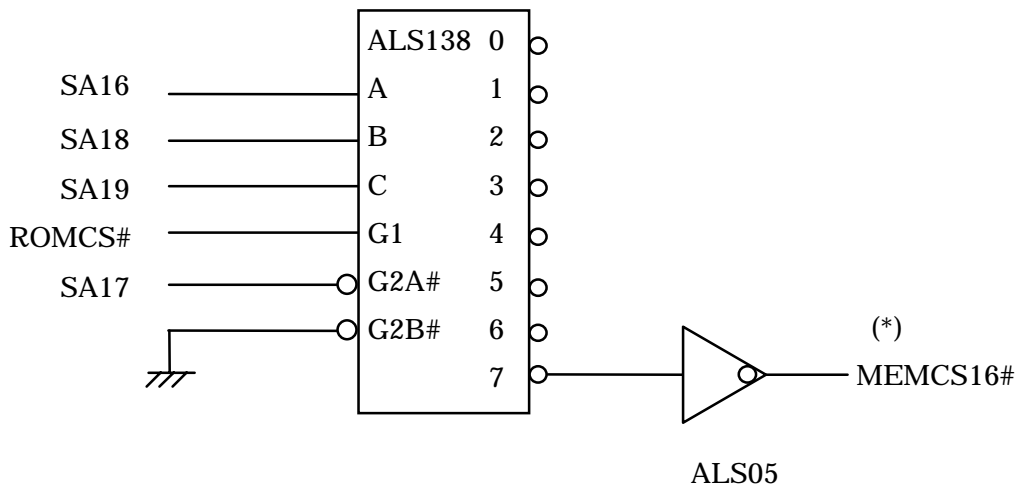 ALS138 0
SA16 A 1
SA18 B 2
SA19 C 3
ROMCS# G1 4
SA17 G2A# 5
G2B# 6
(*)
7 MEMCS16#
ALS05